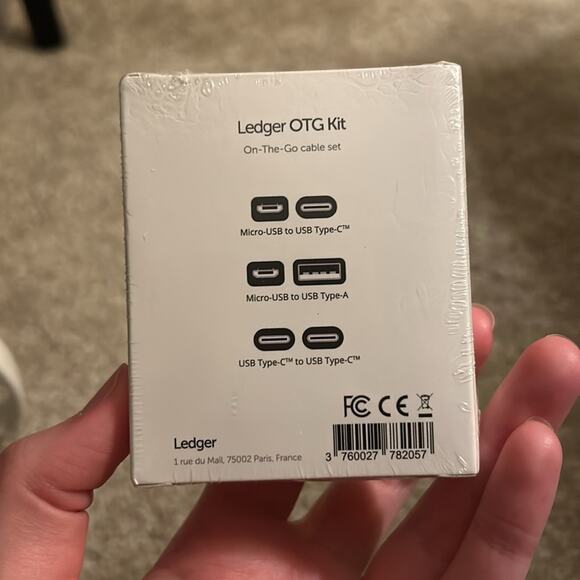 Ledger OTG Kit
On-The-Go cable set
Micro-USB to USB Type-C™
Micro-USB to USB Type-A
USB Type-C™ to USB Type-C™
FC CE
Ledger
1 rue du Mail, 75002 Paris, France
3 760027 782057